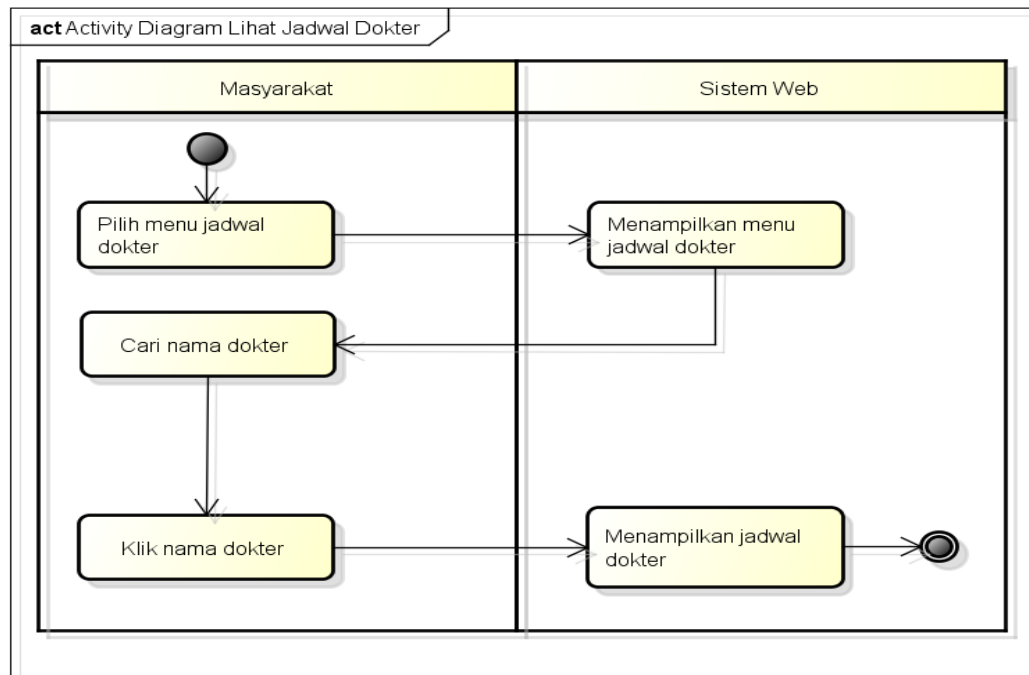 act Activity Diagram Lihat Jadwal Dokter
Masyarakat
Sistem Web
Pilih menu jadwal
dokter
Menampilkan menu
jadwal dokter
Cari nama dokter
Klik nama dokter
Menampilkan jadwal
dokter